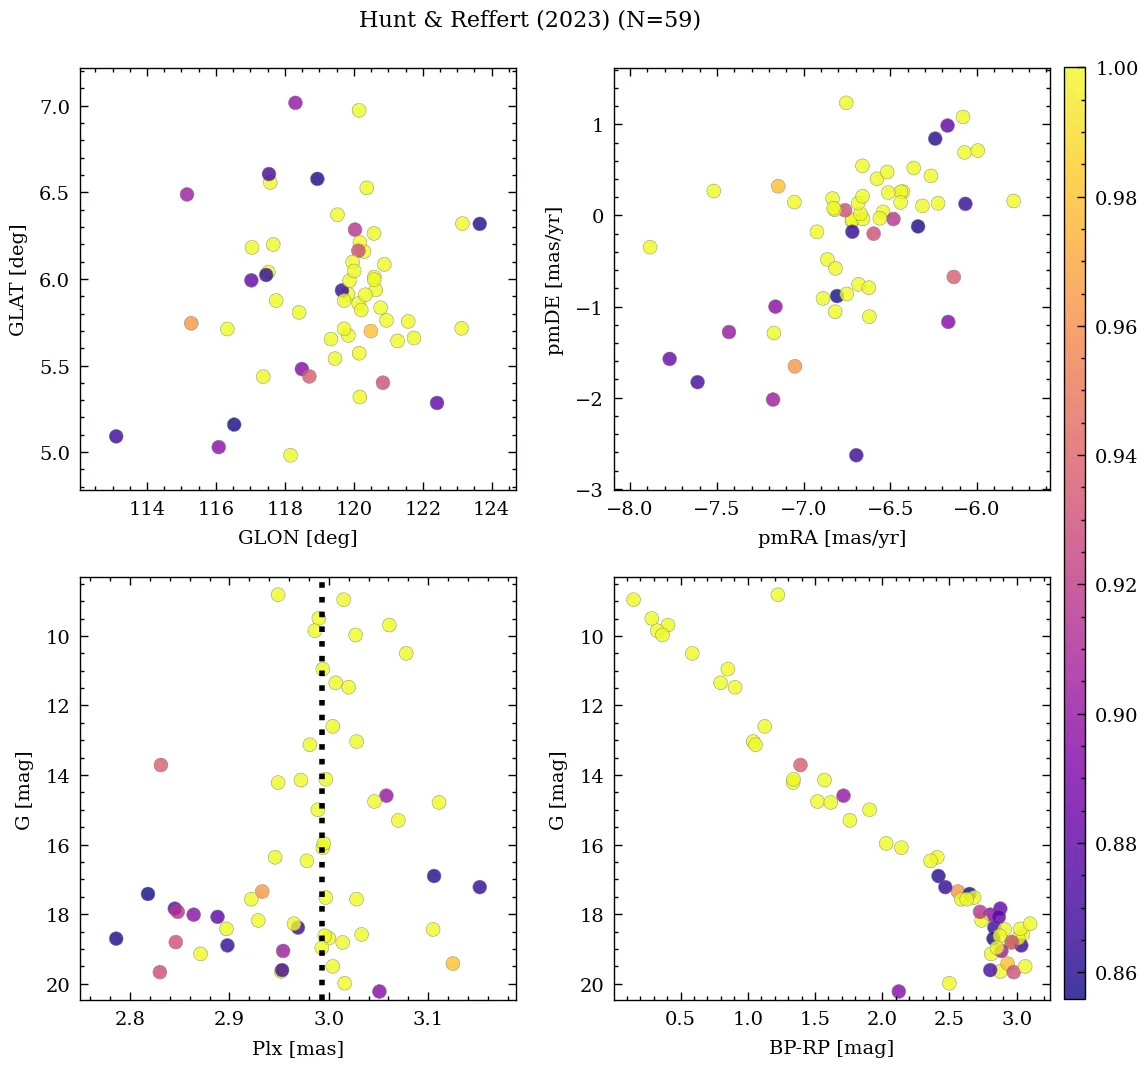 Hunt & Reffert (2023) (N=59)
7.0
6.5
6.0
5.5
5.0
GLAT [deg]
114 116 118 120 122 124
GLON [deg]
1
0
−1
−2
−3
pmDE [mas/yr]
−8.0 −7.5 −7.0 −6.5 −6.0
pmRA [mas/yr]
10
12
14
16
18
20
G [mag]
2.8 2.9 3.0 3.1
Plx [mas]
10
12
14
16
18
20
G [mag]
0.5 1.0 1.5 2.0 2.5 3.0
BP-RP [mag]
1.00
0.98
0.96
0.94
0.92
0.90
0.88
0.86